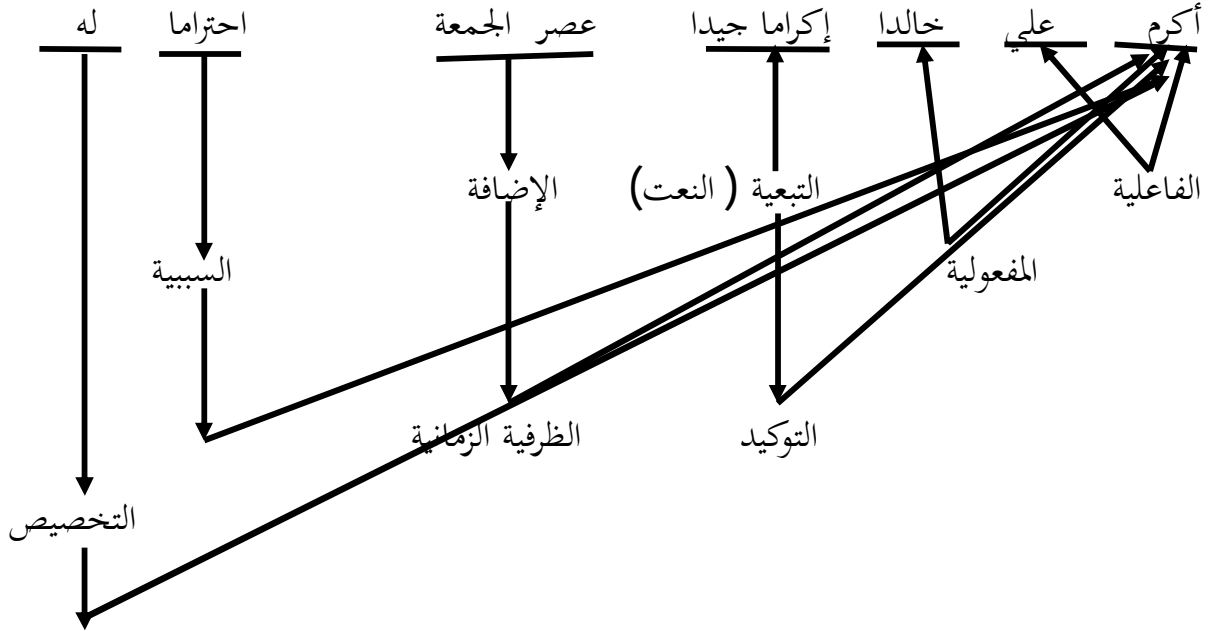 أكرم علي خالدا إكراما جيدا عصر الجمعة احتراما له
الفاعلية التبعية ( النعت) الإضافة
المفعولية السببية
التوكيد الظرفية الزمانية
التخصيص